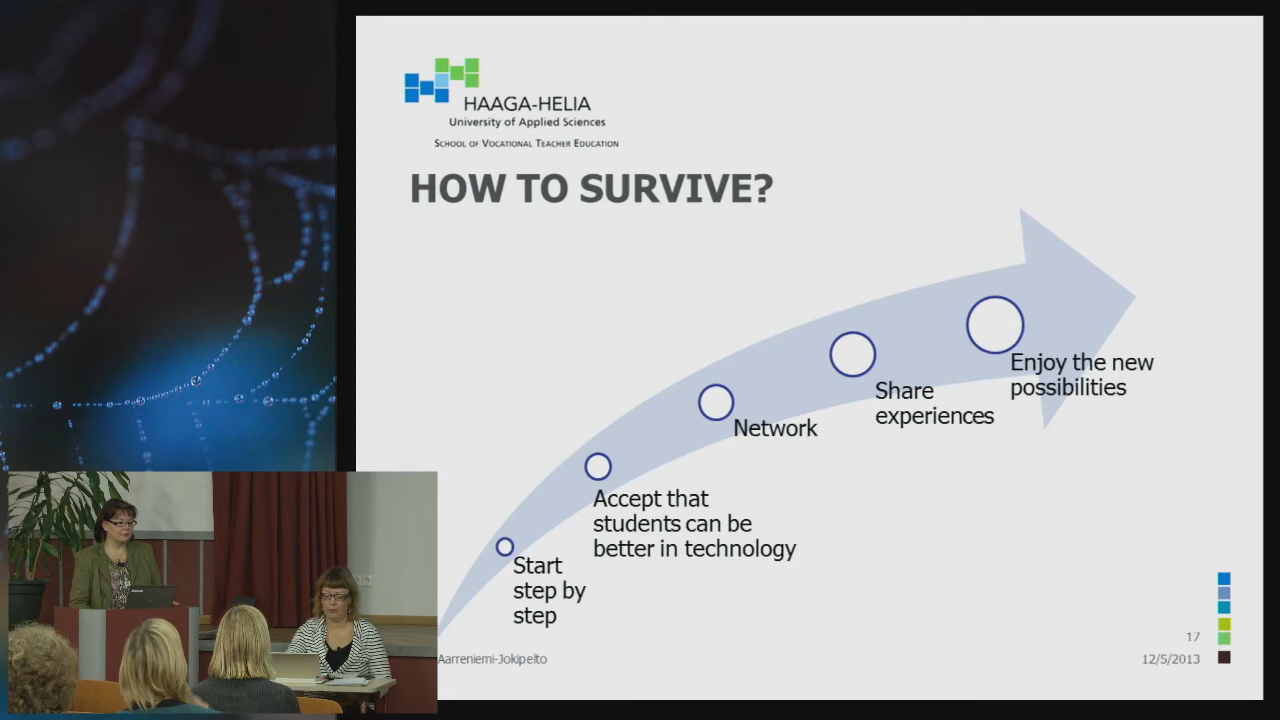 HAAGA-HELIA
University of Applied Sciences
SCHOOL OF VOCATIONAL TEACHER EDUCATION
HOW TO SURVIVE?
Enjoy the new
possibilities
Share
experiences
Network
Accept that
students can be
better in technology
Start
step by
step
Aarreniemi-Jokipelto
17
12/5/2013